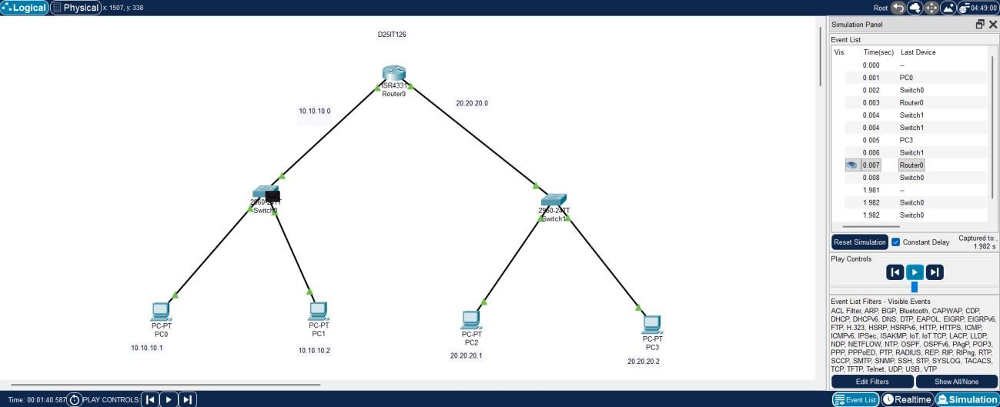 Logical
Physical
x: 1507, y: 338
Root
04:49:00
D25IT126
ISR4331
Router0
10.10.10.0
20.20.20.0
2960-24TT
Switch0
2960-24TT
Switch1
PC-PT
PC0
10.10.10.1
PC-PT
PC1
10.10.10.2
PC-PT
PC2
20.20.20.1
PC-PT
PC3
20.20.20.2
Simulation Panel
Event List
Vis. Time(sec) Last Device
0.000 --
0.001 PC0
0.002 Switch0
0.003 Router0
0.004 Switch1
0.004 Switch1
0.005 PC3
0.006 Switch1
0.007 Router0
0.008 Switch0
1.981 --
1.982 Switch0
1.982 Switch0
Reset Simulation
Constant Delay
Captured to:
1.982 s
Play Controls
Event List Filters - Visible Events
ACL Filter, ARP, BGP, Bluetooth, CAPWAP, CDP,
DHCP, DHCPv6, DNS, DTP, EAPOL, EIGRP, EIGRPv6,
FTP, H.323, HSRP, HSRPv6, HTTP, HTTPS, ICMP,
ICMPv6, IPSec, ISAKMP, IoT, IoT TCP, LACP, LLDP,
NDP, NETFLOW, NTP, OSPF, OSPFv6, PAgP, POP3,
PPP, PPPoED, PTP, RADIUS, REP, RIP, RIPng, RTP,
SCCP, SMTP, SNMP, SSH, STP, SYSLOG, TACACS,
TCP, TFTP, Telnet, UDP, USB, VTP
Edit Filters
Show All/None
Time: 00:01:40.587
PLAY CONTROLS:
Event List
Realtime
Simulation